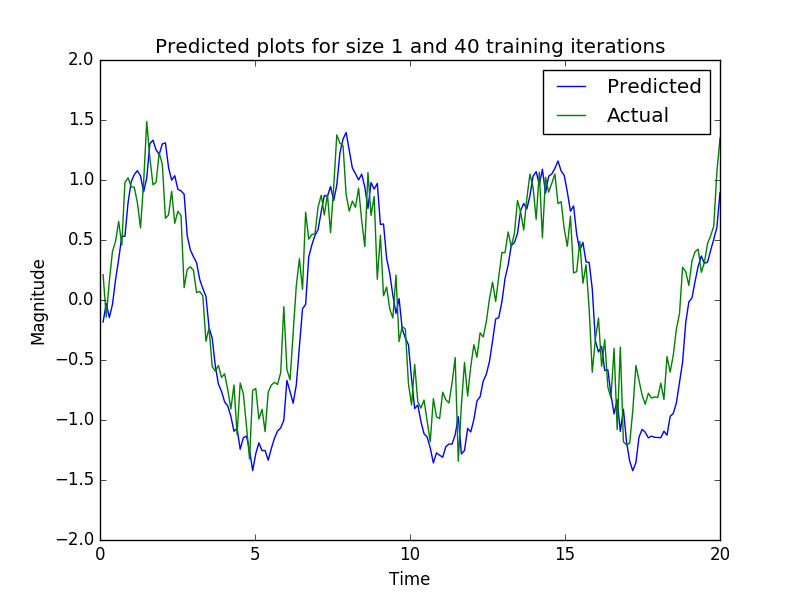 Predicted plots for size 1 and 40 training iterations
Predicted
Actual
2.0
1.5
1.0
0.5
0.0
−0.5
−1.0
−1.5
−2.0
Magnitude
0 5 10 15 20
Time